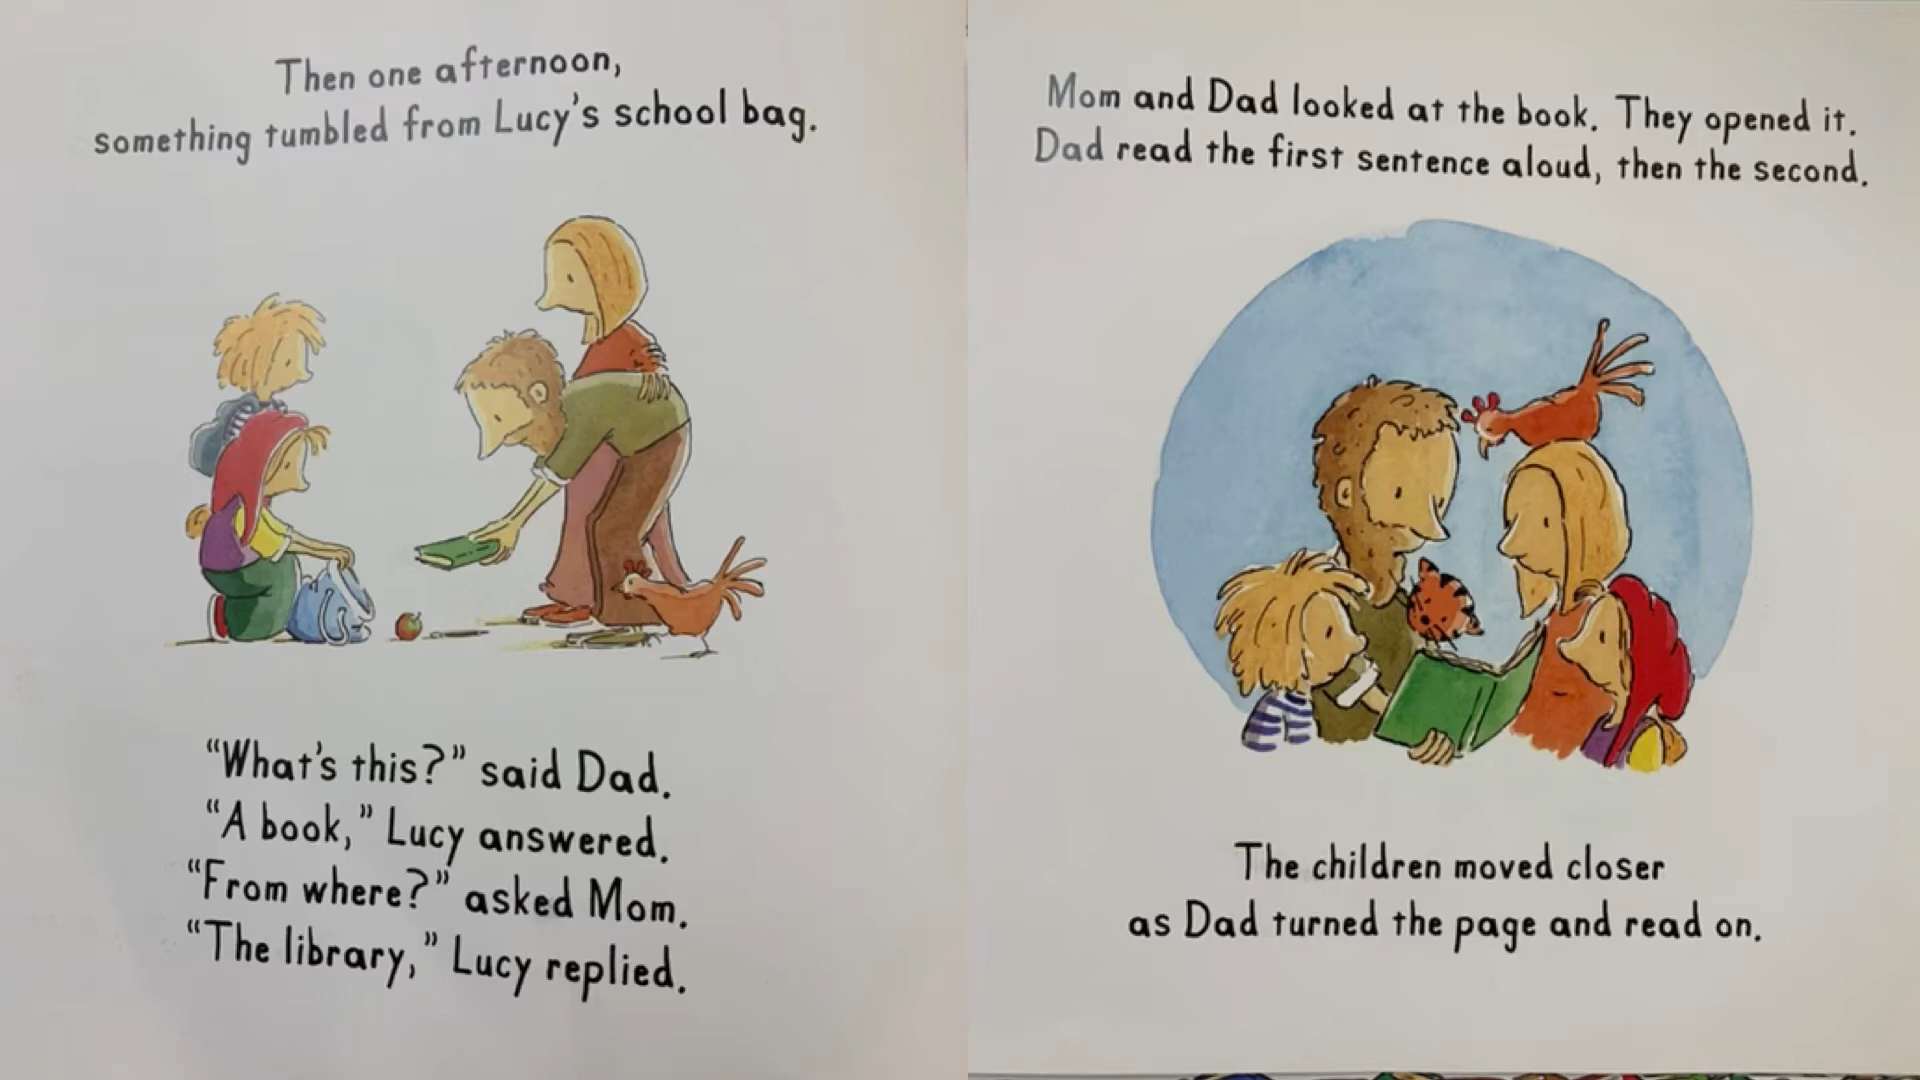 Then one afternoon,
something tumbled from Lucy's school bag.
“What's this?” said Dad.
“A book,” Lucy answered.
“From where?” asked Mom.
“The library,” Lucy replied.
Mom and Dad looked at the book. They opened it.
Dad read the first sentence aloud, then the second.
The children moved closer
as Dad turned the page and read on.